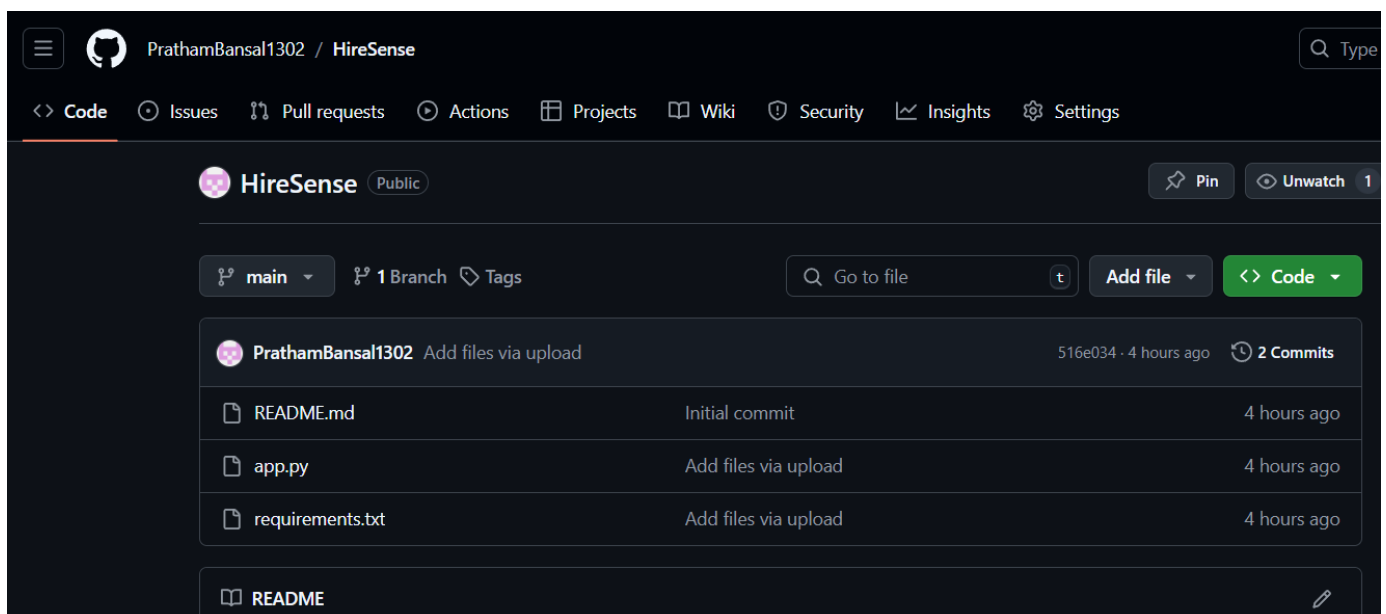 PrathamBansal1302 / HireSense Type
Code Issues Pull requests Actions Projects Wiki Security Insights Settings
HireSense Public Pin Unwatch 1
main 1 Branch Tags Go to file t Add file Code
PrathamBansal1302 Add files via upload 516e034 · 4 hours ago 2 Commits
README.md Initial commit 4 hours ago
app.py Add files via upload 4 hours ago
requirements.txt Add files via upload 4 hours ago
README